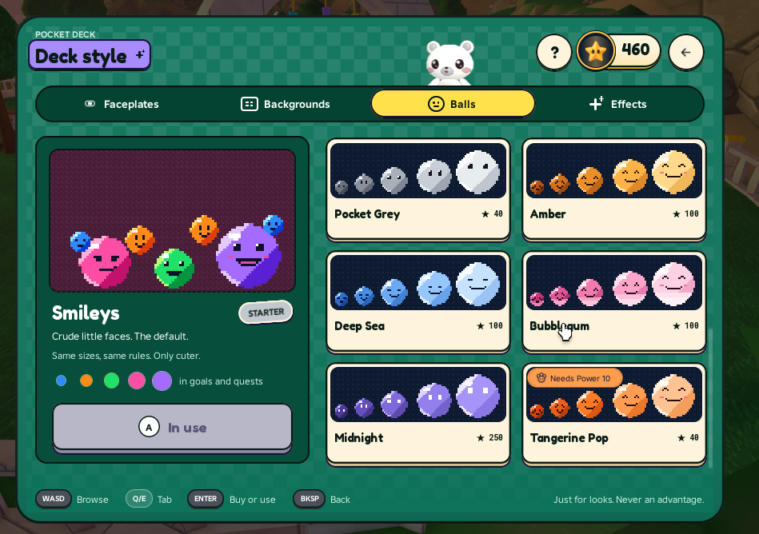 POCKET DECK
Deck style
?
460
Faceplates
Backgrounds
Balls
Effects
Smileys
STARTER
Crude little faces. The default.
Same sizes, same rules. Only cuter.
in goals and quests
A In use
Pocket Grey ★ 40
Amber ★ 100
Deep Sea ★ 100
Bubblegum ★ 100
Needs Power 10
Midnight ★ 250
Tangerine Pop ★ 40
WASD Browse
Q/E Tab
ENTER Buy or use
BKSP Back
Just for looks. Never an advantage.